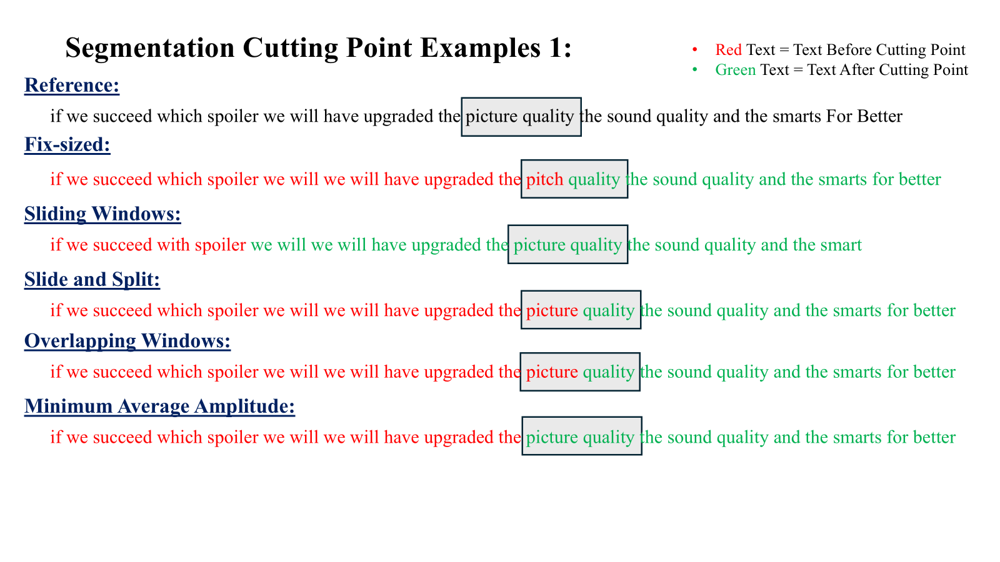 Segmentation Cutting Point Examples 1:
• Red Text = Text Before Cutting Point
• Green Text = Text After Cutting Point
Reference:
if we succeed which spoiler we will have upgraded the picture quality the sound quality and the smarts For Better
Fix-sized:
if we succeed which spoiler we will we will have upgraded the pitch quality the sound quality and the smarts for better
Sliding Windows:
if we succeed with spoiler we will we will have upgraded the picture quality the sound quality and the smart
Slide and Split:
if we succeed which spoiler we will we will have upgraded the picture quality the sound quality and the smarts for better
Overlapping Windows:
if we succeed which spoiler we will we will have upgraded the picture quality the sound quality and the smarts for better
Minimum Average Amplitude:
if we succeed which spoiler we will we will have upgraded the picture quality the sound quality and the smarts for better